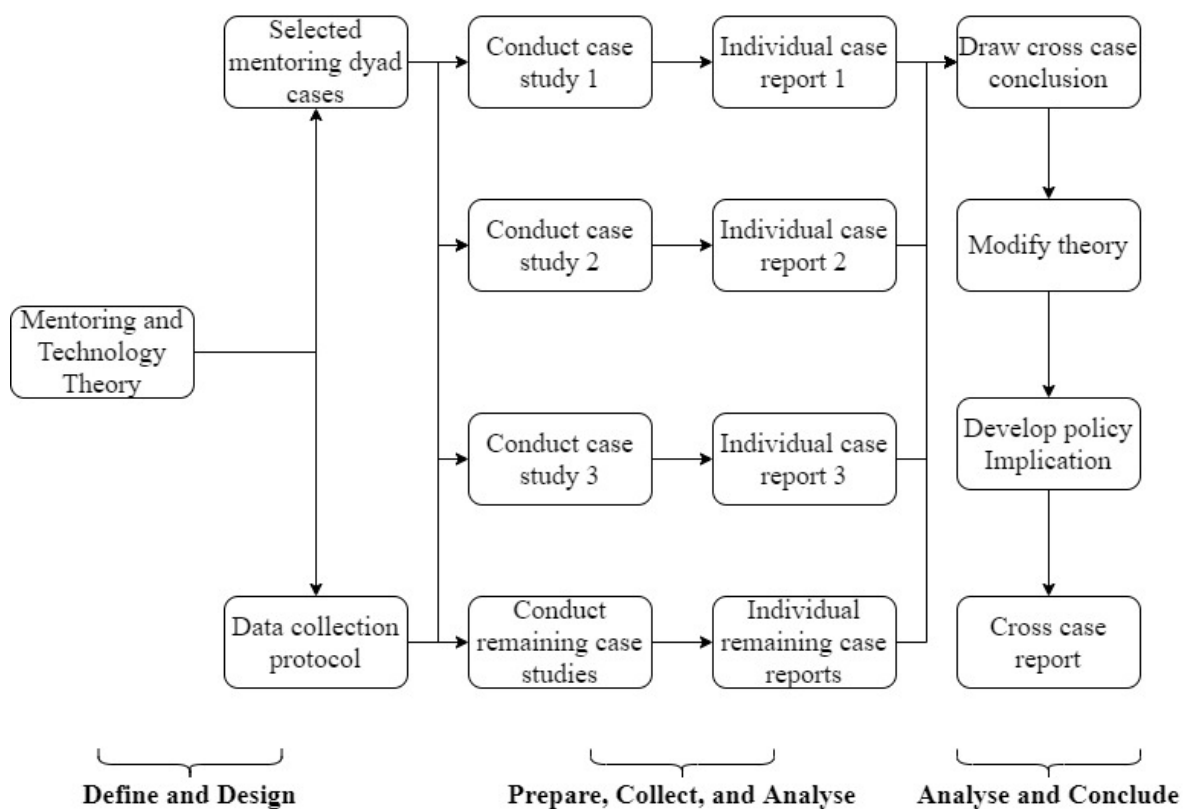 Selected
mentoring dyad
cases
Conduct case
study 1
Individual case
report 1
Draw cross case
conclusion
Conduct case
study 2
Individual case
report 2
Modify theory
Mentoring and
Technology
Theory
Conduct case
study 3
Individual case
report 3
Develop policy
Implication
Data collection
protocol
Conduct
remaining case
studies
Individual
remaining case
reports
Cross case
report
Define and Design
Prepare, Collect, and Analyse
Analyse and Conclude